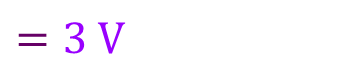 = 3 V